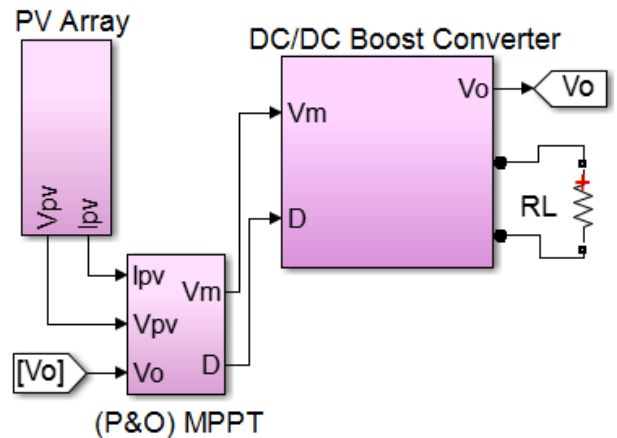 PV Array
Vpv
Ipv
DC/DC Boost Converter
Vm
Vo
Vo
D
RL
Ipv
Vm
Vpv
[Vo]
Vo
D
(P&O) MPPT